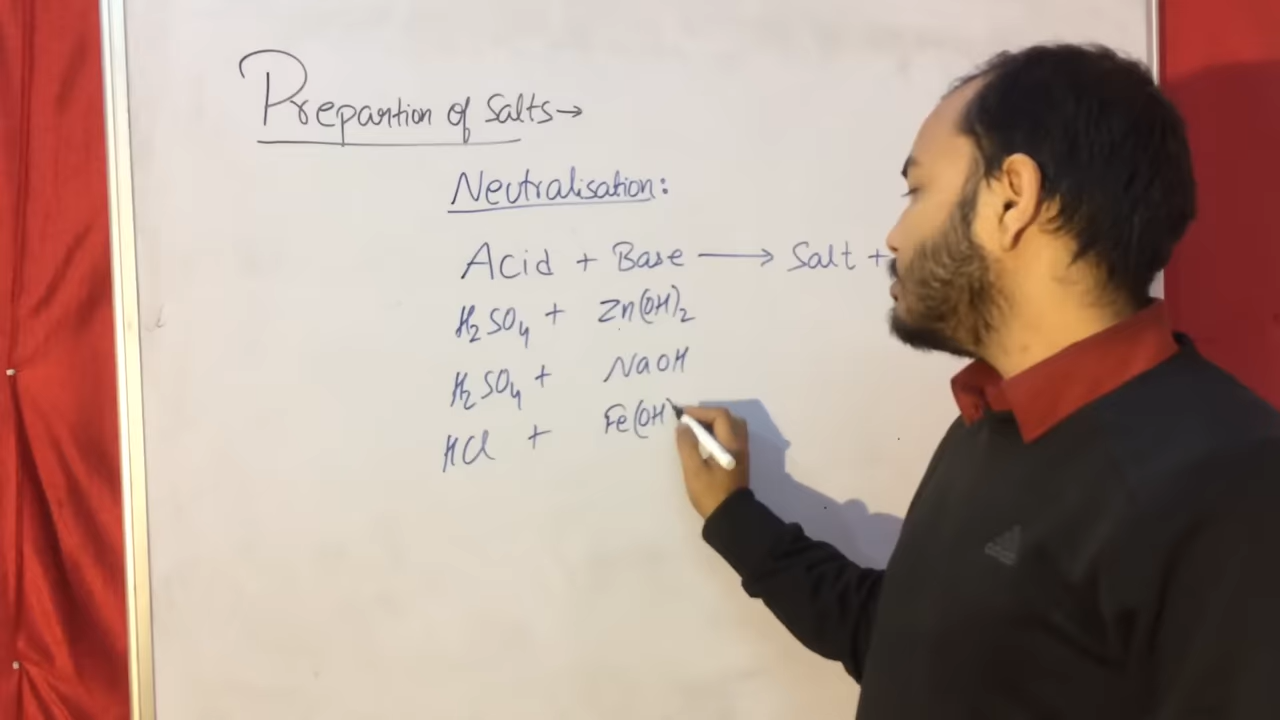 Prepartion of Salts→
Neutralisation:
Acid + Base ⟶ Salt +
H₂SO₄ + Zn(OH)₂
H₂SO₄ + NaOH
HCl + Fe(OH)